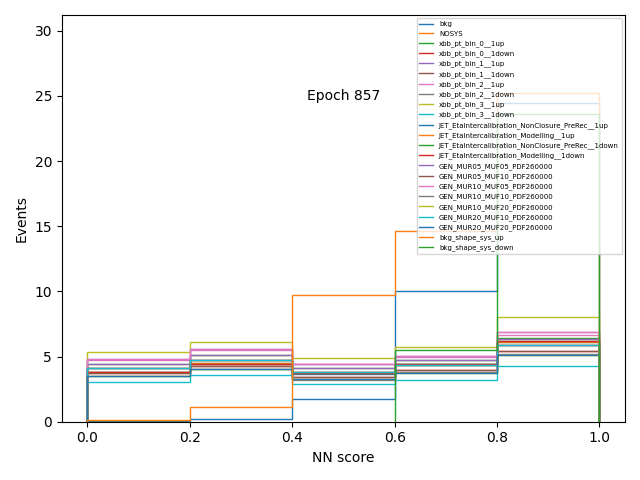 30
25
20
15
10
5
0
Events
0.0
0.2
0.4
0.6
0.8
1.0
NN score
Epoch 857
bkg
NOSYS
xbb_pt_bin_0__1up
xbb_pt_bin_0__1down
xbb_pt_bin_1__1up
xbb_pt_bin_1__1down
xbb_pt_bin_2__1up
xbb_pt_bin_2__1down
xbb_pt_bin_3__1up
xbb_pt_bin_3__1down
JET_EtaIntercalibration_NonClosure_PreRec__1up
JET_EtaIntercalibration_Modelling__1up
JET_EtaIntercalibration_NonClosure_PreRec__1down
JET_EtaIntercalibration_Modelling__1down
GEN_MUR05_MUF05_PDF260000
GEN_MUR05_MUF10_PDF260000
GEN_MUR10_MUF05_PDF260000
GEN_MUR10_MUF10_PDF260000
GEN_MUR10_MUF20_PDF260000
GEN_MUR20_MUF10_PDF260000
GEN_MUR20_MUF20_PDF260000
bkg_shape_sys_up
bkg_shape_sys_down